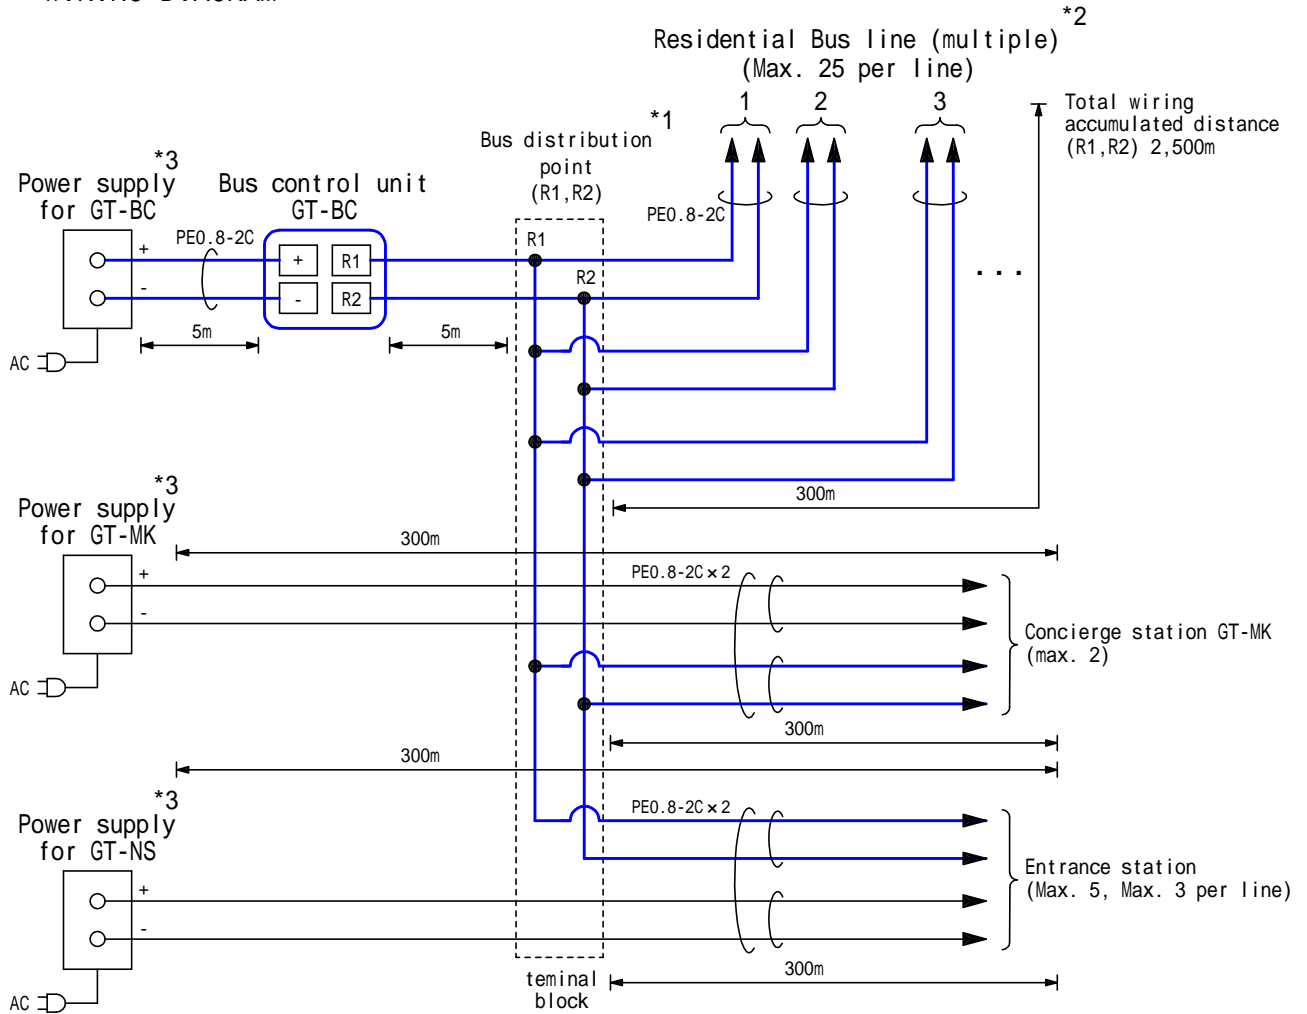 *2
Residential Bus line (multiple)
(Max. 25 per line)
1 2 3
Total wiring
accumulated distance
(R1,R2) 2,500m
*1
Bus distribution
point
(R1,R2)
*3
Power supply
for GT-BC
Bus control unit
GT-BC
PE0.8-2C
PE0.8-2C
+
-
+
-
R1
R2
R1
R2
5m
5m
AC
...
300m
*3
Power supply
for GT-MK
300m
+
-
PE0.8-2C×2
AC
Concierge station GT-MK
(max. 2)
300m
300m
*3
Power supply
for GT-NS
PE0.8-2C×2
+
-
AC
Entrance station
(Max. 5, Max. 3 per line)
300m
teminal
block